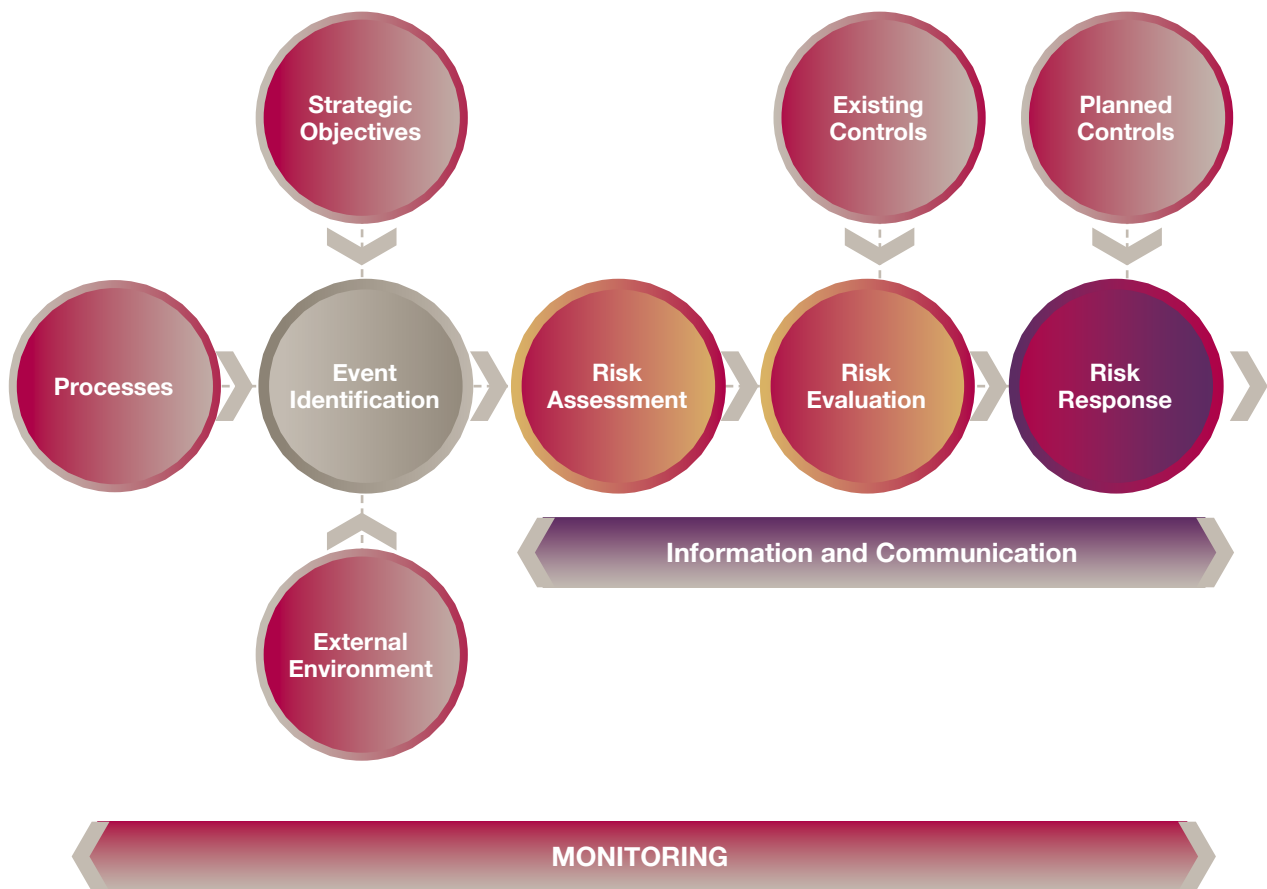 Strategic
Objectives
Existing
Controls
Planned
Controls
Processes
Event
Identification
Risk
Assessment
Risk
Evaluation
Risk
Response
Information and Communication
External
Environment
MONITORING